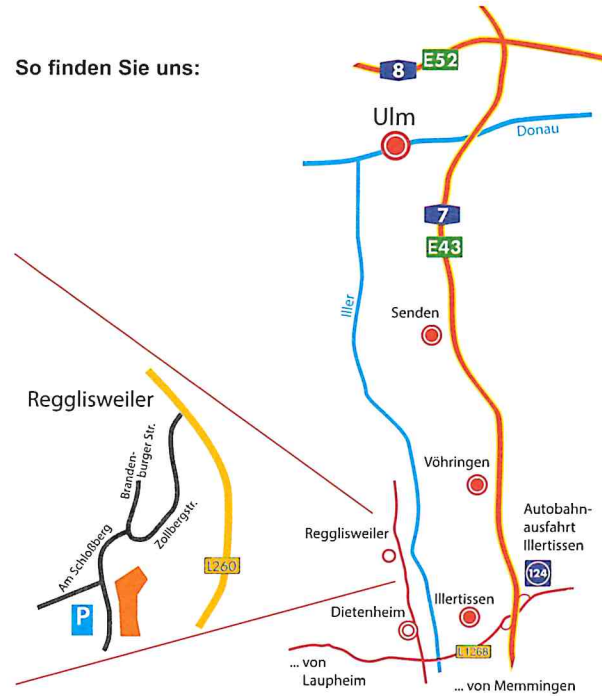 So finden Sie uns:
8
E52
Ulm
Donau
7
E43
Iller
Senden
Regglisweiler
Branden-
burger Str.
Zollbergstr.
Am Schloßberg
P
L260
Vöhringen
Autobahn-
ausfahrt
Illertissen
124
Regglisweiler
Dietenheim
Illertissen
L1268
... von
Laupheim
... von Memmingen